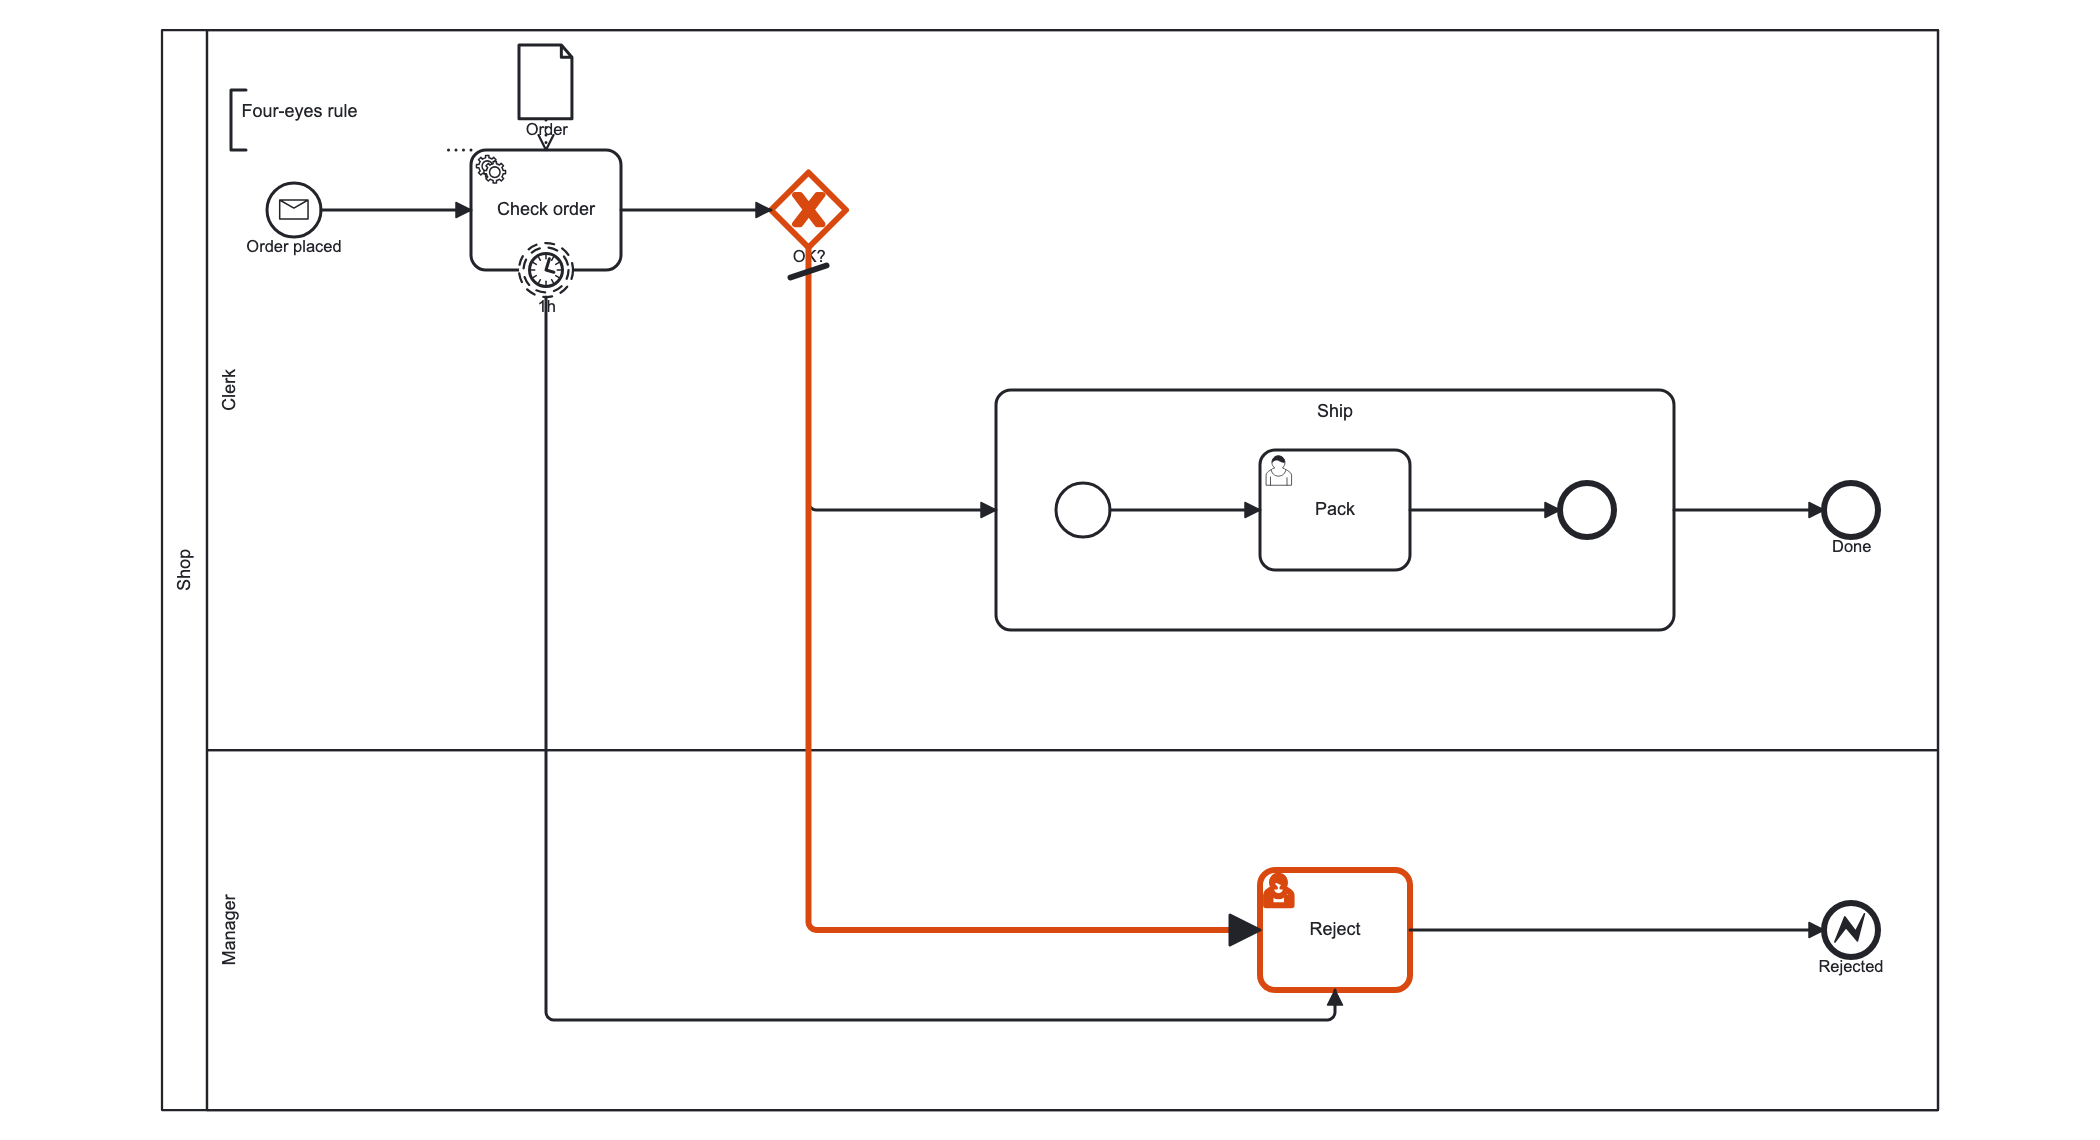 Four-eyes rule
Order
Check order
Order placed
OK?
1h
Clerk
Ship
Pack
Done
Shop
Manager
Reject
Rejected